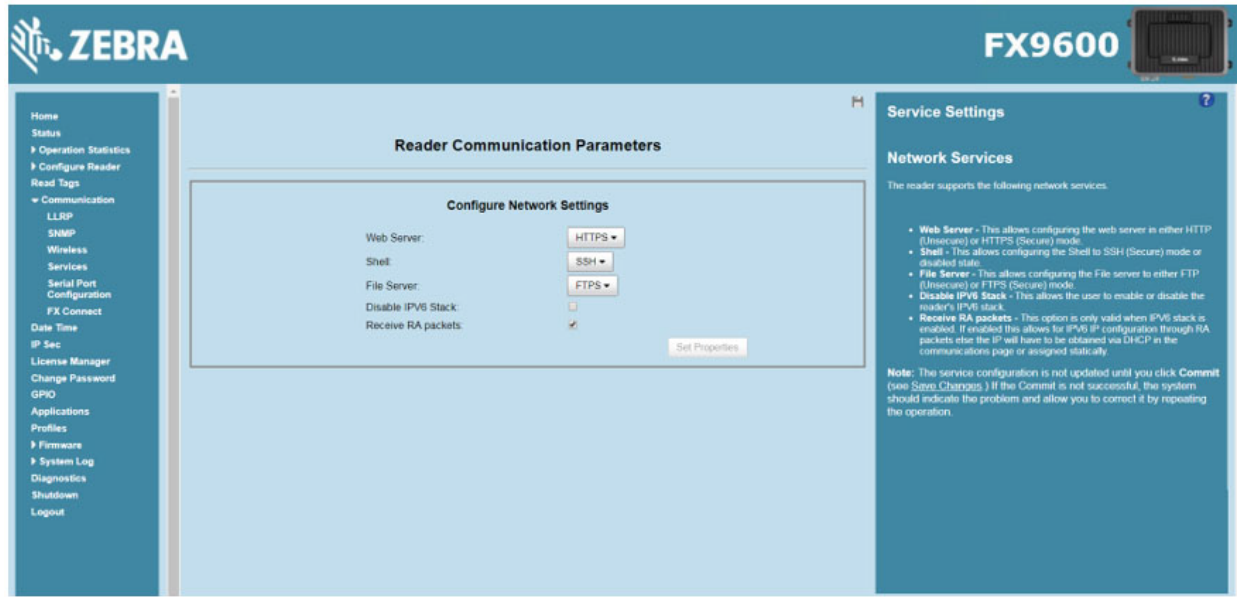 ZEBRA
FX9600
Home
Status
Operation Statistics
Configure Reader
Read Tags
Communication
LLRP
SNMP
Wireless
Services
Serial Port
Configuration
FX Connect
Date Time
IP Sec
License Manager
Change Password
GPIO
Applications
Profiles
Firmware
System Log
Diagnostics
Shutdown
Logout
Reader Communication Parameters
Configure Network Settings
Web Server: HTTPS
Shell: SSH
File Server: FTPS
Disable IPV6 Stack:
Receive RA packets:
Set Properties
?
Service Settings
Network Services
The reader supports the following network services.
• Web Server - This allows configuring the web server in either HTTP
(Unsecure) or HTTPS (Secure) mode.
• Shell - This allows configuring the Shell to SSH (Secure) mode or
disabled state.
• File Server - This allows configuring the File server to either FTP
(Unsecure) or FTPS (Secure) mode.
• Disable IPV6 Stack - This allows the user to enable or disable the
reader's IPV6 stack.
• Receive RA packets - This option is only valid when IPV6 stack is
enabled. If enabled this allows for IPV6 IP configuration through RA
packets else the IP will have to be obtained via DHCP in the
communications page or assigned statically.
Note: The service configuration is not updated until you click Commit
(see Save Changes.) If the Commit is not successful, the system
should indicate the problem and allow you to correct it by repeating
the operation.